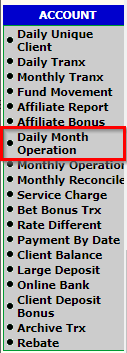 ACCOUNT
Daily Unique
Client
Daily Tranx
Monthly Tranx
Fund Movement
Affiliate Report
Affiliate Bonus
Daily Month
Operation
Monthly Operation
Monthly Reconcile
Service Charge
Bet Bonus Trx
Rate Different
Payment By Date
Client Balance
Large Deposit
Online Bank
Client Deposit
Bonus
Archive Trx
Rebate